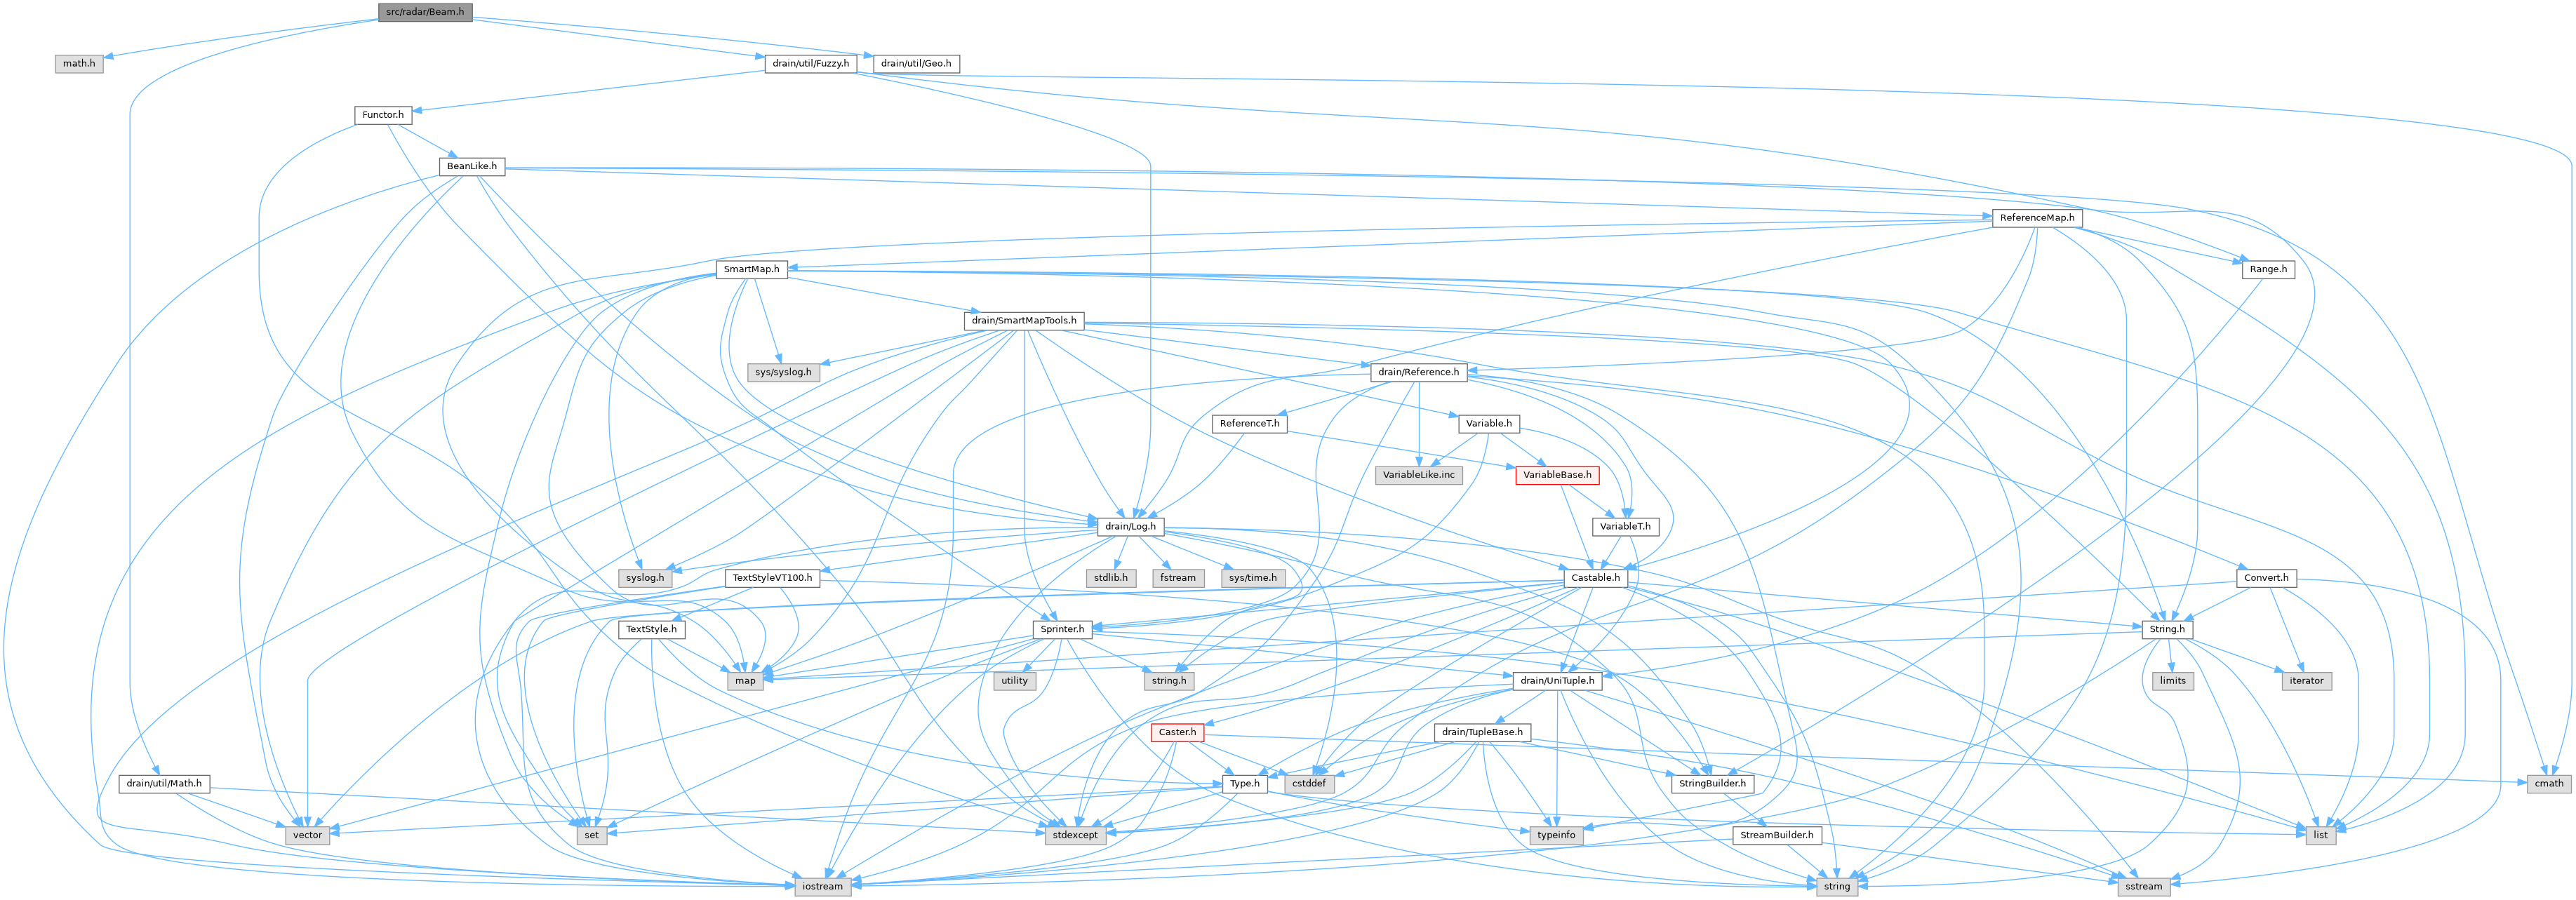 src/radar/Beam.h
math.h
drain/util/Fuzzy.h
drain/util/Geo.h
Functor.h
BeanLike.h
ReferenceMap.h
SmartMap.h
Range.h
drain/SmartMapTools.h
sys/syslog.h
drain/Reference.h
ReferenceT.h
Variable.h
VariableLike.inc
VariableBase.h
drain/Log.h
VariableT.h
syslog.h
TextStyleVT100.h
stdlib.h
fstream
sys/time.h
Castable.h
Convert.h
TextStyle.h
Sprinter.h
String.h
map
utility
string.h
drain/UniTuple.h
limits
iterator
Caster.h
drain/TupleBase.h
drain/util/Math.h
Type.h
cstddef
StringBuilder.h
cmath
vector
set
stdexcept
typeinfo
StreamBuilder.h
list
iostream
string
sstream